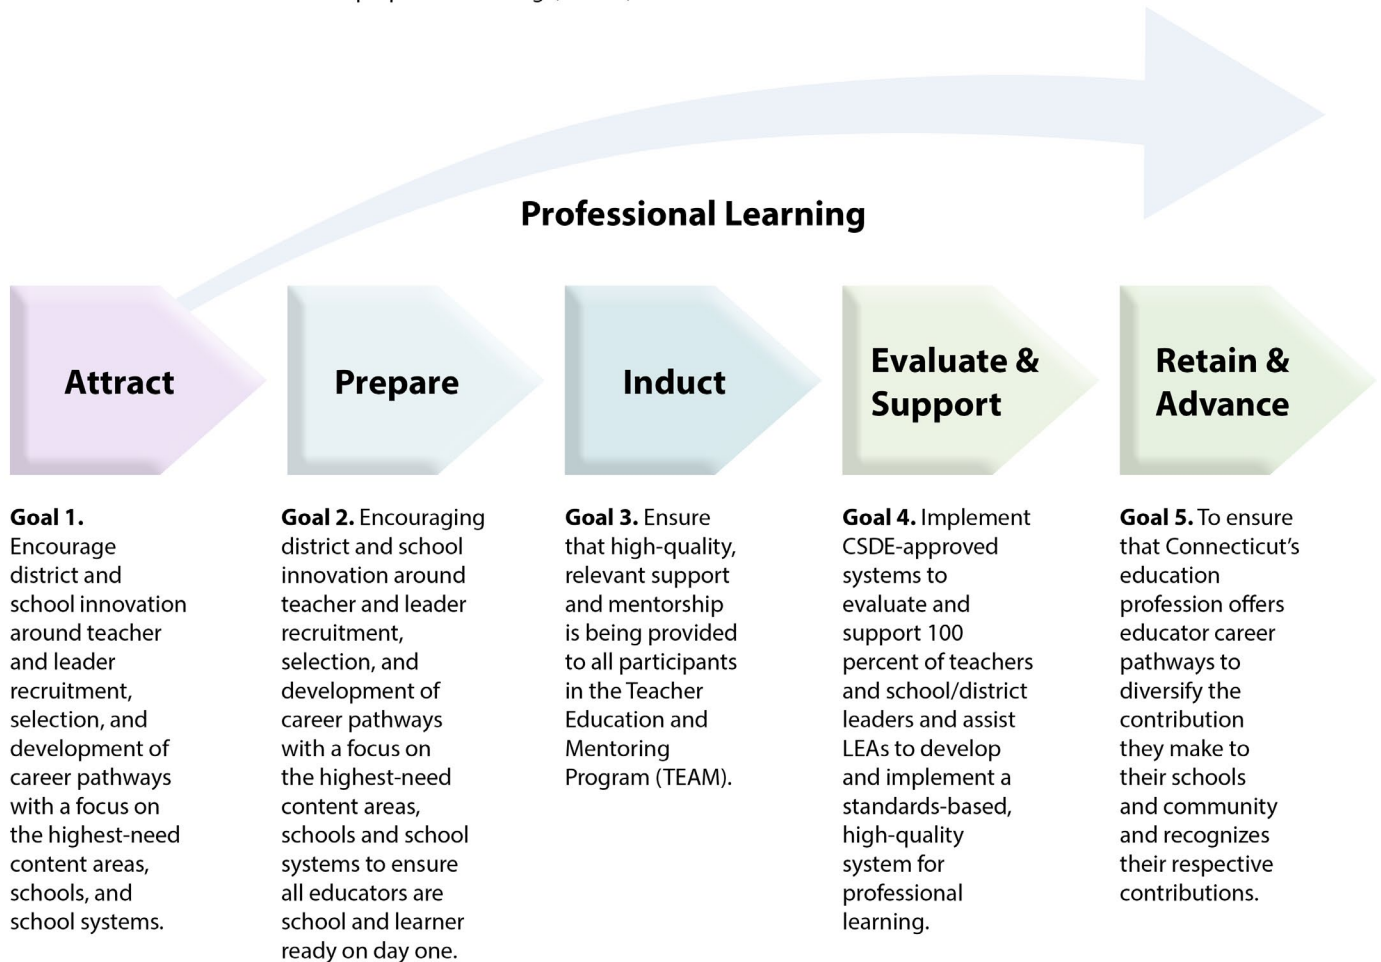 Professional Learning
Attract
Prepare
Induct
Evaluate &
Support
Retain &
Advance
Goal 1.
Encourage
district and
school innovation
around teacher
and leader
recruitment,
selection, and
development of
career pathways
with a focus on
the highest-need
content areas,
schools, and
school systems.
Goal 2. Encouraging
district and school
innovation around
teacher and leader
recruitment,
selection, and
development of
career pathways
with a focus on
the highest-need
content areas,
schools and school
systems to ensure
all educators are
school and learner
ready on day one.
Goal 3. Ensure
that high-quality,
relevant support
and mentorship
is being provided
to all participants
in the Teacher
Education and
Mentoring
Program (TEAM).
Goal 4. Implement
CSDE-approved
systems to
evaluate and
support 100
percent of teachers
and school/district
leaders and assist
LEAs to develop
and implement a
standards-based,
high-quality
system for
professional
learning.
Goal 5. To ensure
that Connecticut's
education
profession offers
educator career
pathways to
diversify the
contribution
they make to
their schools
and community
and recognizes
their respective
contributions.